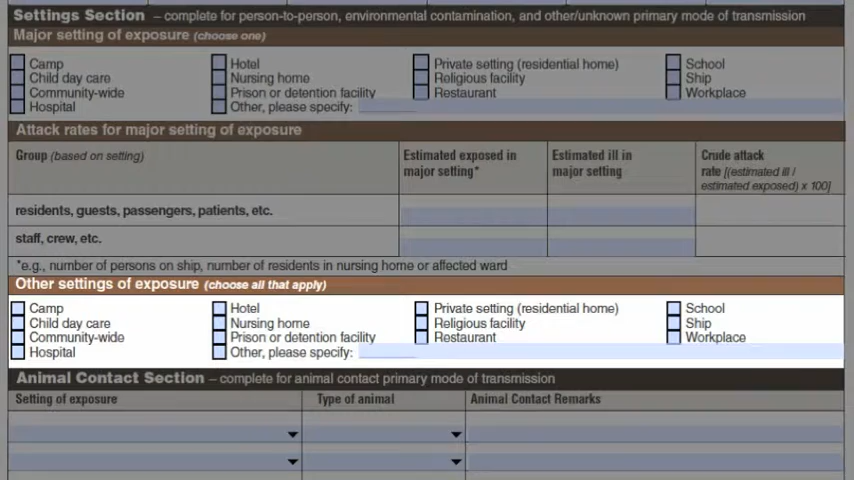 Settings Section – complete for person-to-person, environmental contamination, and other/unknown primary mode of transmission
Major setting of exposure (choose one)
Camp Hotel Private setting (residential home) School
Child day care Nursing home Religious facility Ship
Community-wide Prison or detention facility Restaurant Workplace
Hospital Other, please specify:
Attack rates for major setting of exposure
Group (based on setting) Estimated exposed in major setting* Estimated ill in major setting Crude attack rate [(estimated ill / estimated exposed) x 100]
residents, guests, passengers, patients, etc.
staff, crew, etc.
*e.g., number of persons on ship, number of residents in nursing home or affected ward
Other settings of exposure (choose all that apply)
Camp Hotel Private setting (residential home) School
Child day care Nursing home Religious facility Ship
Community-wide Prison or detention facility Restaurant Workplace
Hospital Other, please specify:
Animal Contact Section – complete for animal contact primary mode of transmission
Setting of exposure Type of animal Animal Contact Remarks